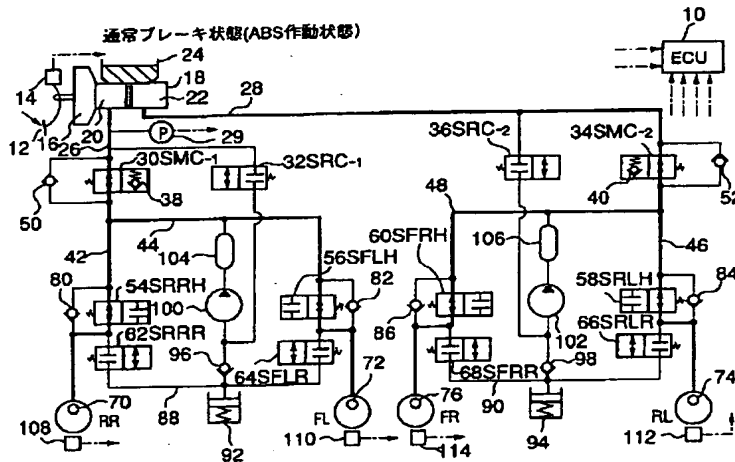 通常ブレーキ状態(ABS作動状態)
10
ECU
24
18
14
22
28
12
16
20
26
P
29
36SRC-2
34SMC-2
30SMC-1
32SRC-1
38
40
50
52
48
42
44
46
104
106
56SFLH
60SFRH
58SRLH
80
54SRRH
82
84
100
102
86
62SRRR
66SRLR
96
98
64SFLR
68SFRR
88
90
72
76
74
70
RR
FL
FR
RL
92
94
108
110
114
112